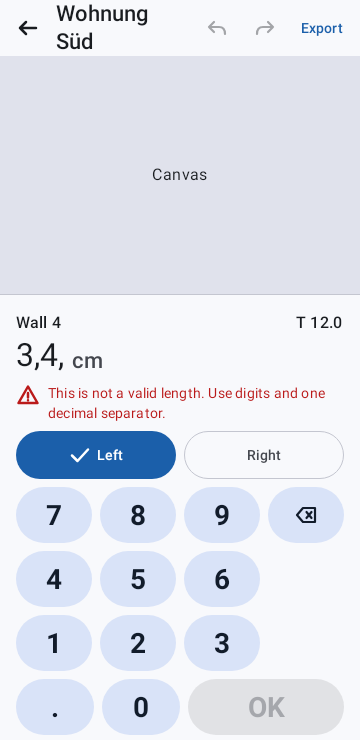 Wohnung
Süd
Export
Canvas
Wall 4
T 12.0
3,4, cm
This is not a valid length. Use digits and one
decimal separator.
Left
Right
7 8 9
4 5 6
1 2 3
. 0 OK